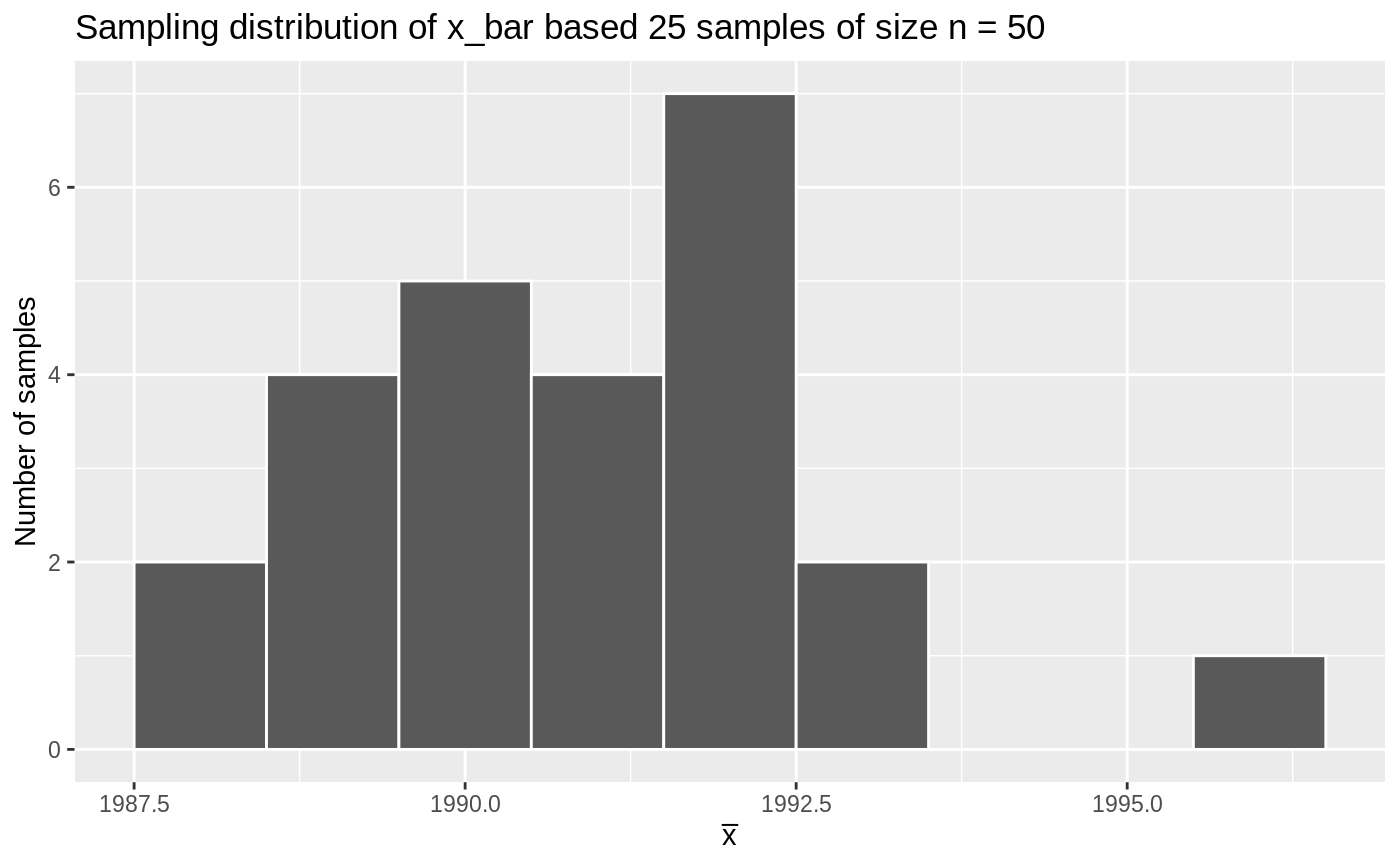 Sampling distribution of x_bar based 25 samples of size n = 50
Number of samples
6
4
2
0
1987.5 1990.0 1992.5 1995.0
x̅